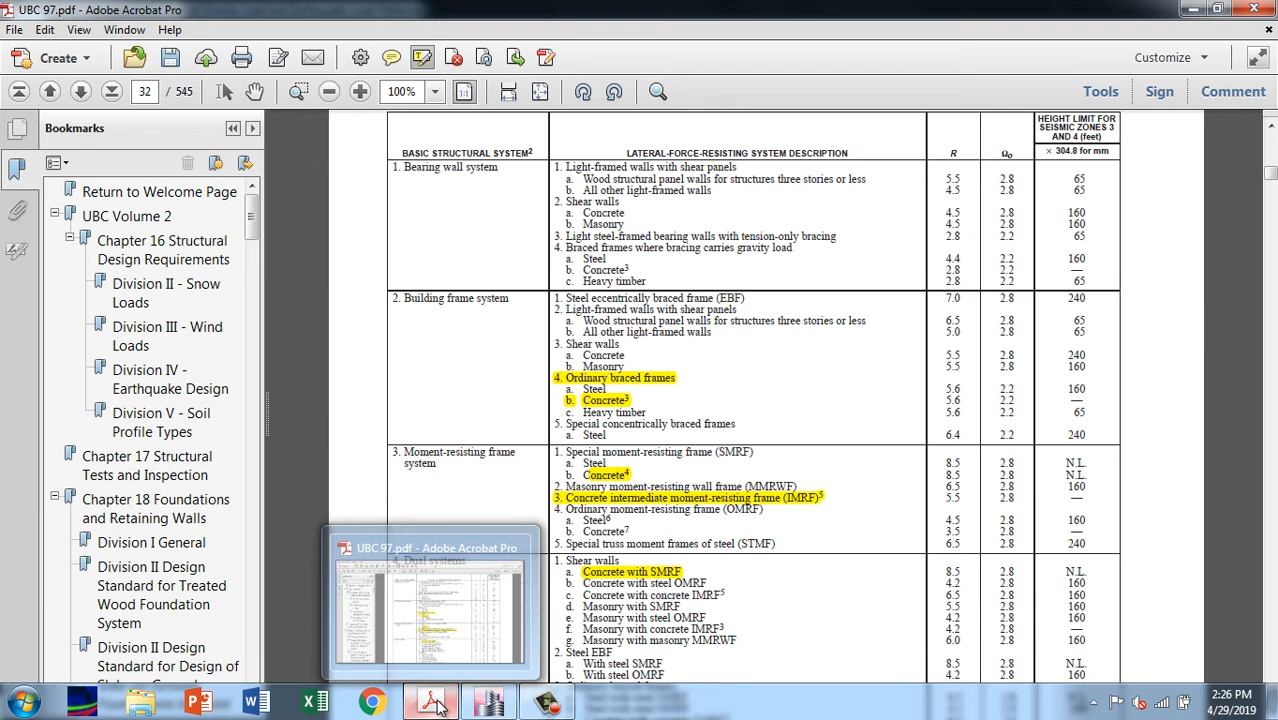 UBC 97.pdf - Adobe Acrobat Pro
File Edit View Window Help
Create Customize
32 / 545 100% Tools Sign Comment
Bookmarks
Return to Welcome Page
UBC Volume 2
Chapter 16 Structural
Design Requirements
Division II - Snow
Loads
Division III - Wind
Loads
Division IV -
Earthquake Design
Division V - Soil
Profile Types
Chapter 17 Structural
Tests and Inspection
Chapter 18 Foundations
and Retaining Walls
Division I General
Division II Design
Standard for Treated
Wood Foundation
System
Division II Design
Standard for Design of
BASIC STRUCTURAL SYSTEM² LATERAL-FORCE-RESISTING SYSTEM DESCRIPTION R Ωo HEIGHT LIMIT FOR
SEISMIC ZONES 3
AND 4 (feet)
× 304.8 for mm
1. Bearing wall system 1. Light-framed walls with shear panels
a. Wood structural panel walls for structures three stories or less 5.5 2.8 65
b. All other light-framed walls 4.5 2.8 65
2. Shear walls
a. Concrete 4.5 2.8 160
b. Masonry 4.5 2.8 160
3. Light steel-framed bearing walls with tension-only bracing 2.8 2.2 65
4. Braced frames where bracing carries gravity load
a. Steel 4.4 2.2 160
b. Concrete³ 2.8 2.2 —
c. Heavy timber 2.8 2.2 65
2. Building frame system 1. Steel eccentrically braced frame (EBF) 7.0 2.8 240
2. Light-framed walls with shear panels
a. Wood structural panel walls for structures three stories or less 6.5 2.8 65
b. All other light-framed walls 5.0 2.8 65
3. Shear walls
a. Concrete 5.5 2.8 240
b. Masonry 5.5 2.8 160
4. Ordinary braced frames
a. Steel 5.6 2.2 160
b. Concrete³ 5.6 2.2 —
c. Heavy timber 5.6 2.2 65
5. Special concentrically braced frames
a. Steel 6.4 2.2 240
3. Moment-resisting frame
system
1. Special moment-resisting frame (SMRF)
a. Steel 8.5 2.8 N.L.
b. Concrete⁴ 8.5 2.8 N.L.
2. Masonry moment-resisting wall frame (MMRWF) 6.5 2.8 160
3. Concrete intermediate moment-resisting frame (IMRF)⁵ 5.5 2.8 —
4. Ordinary moment-resisting frame (OMRF)
a. Steel⁶ 4.5 2.8 160
b. Concrete⁷ 3.5 2.8 —
5. Special truss moment frames of steel (STMF) 6.5 2.8 240
4. Dual systems 1. Shear walls
a. Concrete with SMRF 8.5 2.8 N.L.
b. Concrete with steel OMRF 4.2 2.8 160
c. Concrete with concrete IMRF⁵ 6.5 2.8 160
d. Masonry with SMRF 5.5 2.8 160
e. Masonry with steel OMRF 4.2 2.8 160
f. Masonry with concrete IMRF³ 4.2 2.8 —
g. Masonry with masonry MMRWF 6.0 2.8 160
2. Steel EBF
a. With steel SMRF 8.5 2.8 N.L.
b. With steel OMRF 4.2 2.8 160
UBC 97.pdf - Adobe Acrobat Pro
2:26 PM
4/29/2019